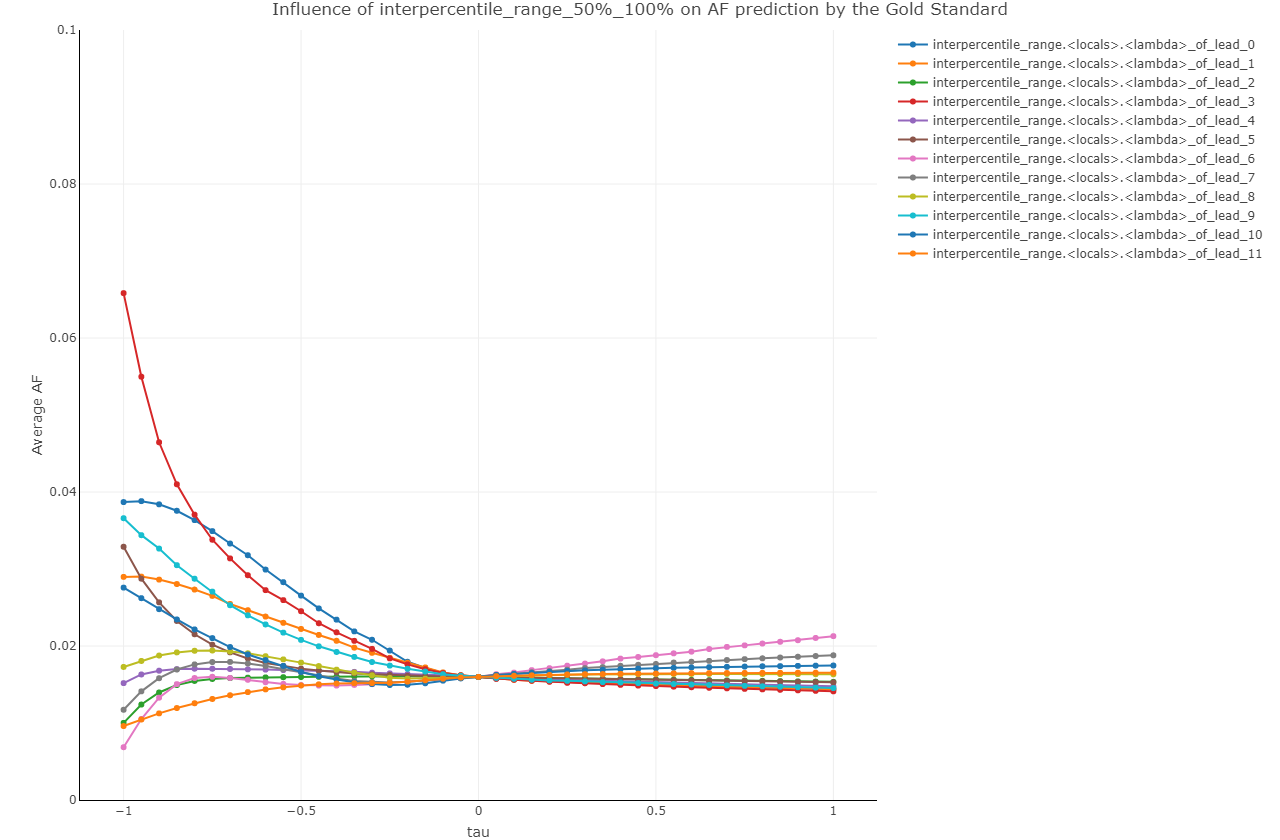 Influence of interpercentile_range_50%_100% on AF prediction by the Gold Standard
0.1
0.08
0.06
0.04
0.02
0
Average AF
−1
−0.5
0
0.5
1
tau
interpercentile_range.<locals>.<lambda>_of_lead_0
interpercentile_range.<locals>.<lambda>_of_lead_1
interpercentile_range.<locals>.<lambda>_of_lead_2
interpercentile_range.<locals>.<lambda>_of_lead_3
interpercentile_range.<locals>.<lambda>_of_lead_4
interpercentile_range.<locals>.<lambda>_of_lead_5
interpercentile_range.<locals>.<lambda>_of_lead_6
interpercentile_range.<locals>.<lambda>_of_lead_7
interpercentile_range.<locals>.<lambda>_of_lead_8
interpercentile_range.<locals>.<lambda>_of_lead_9
interpercentile_range.<locals>.<lambda>_of_lead_10
interpercentile_range.<locals>.<lambda>_of_lead_11